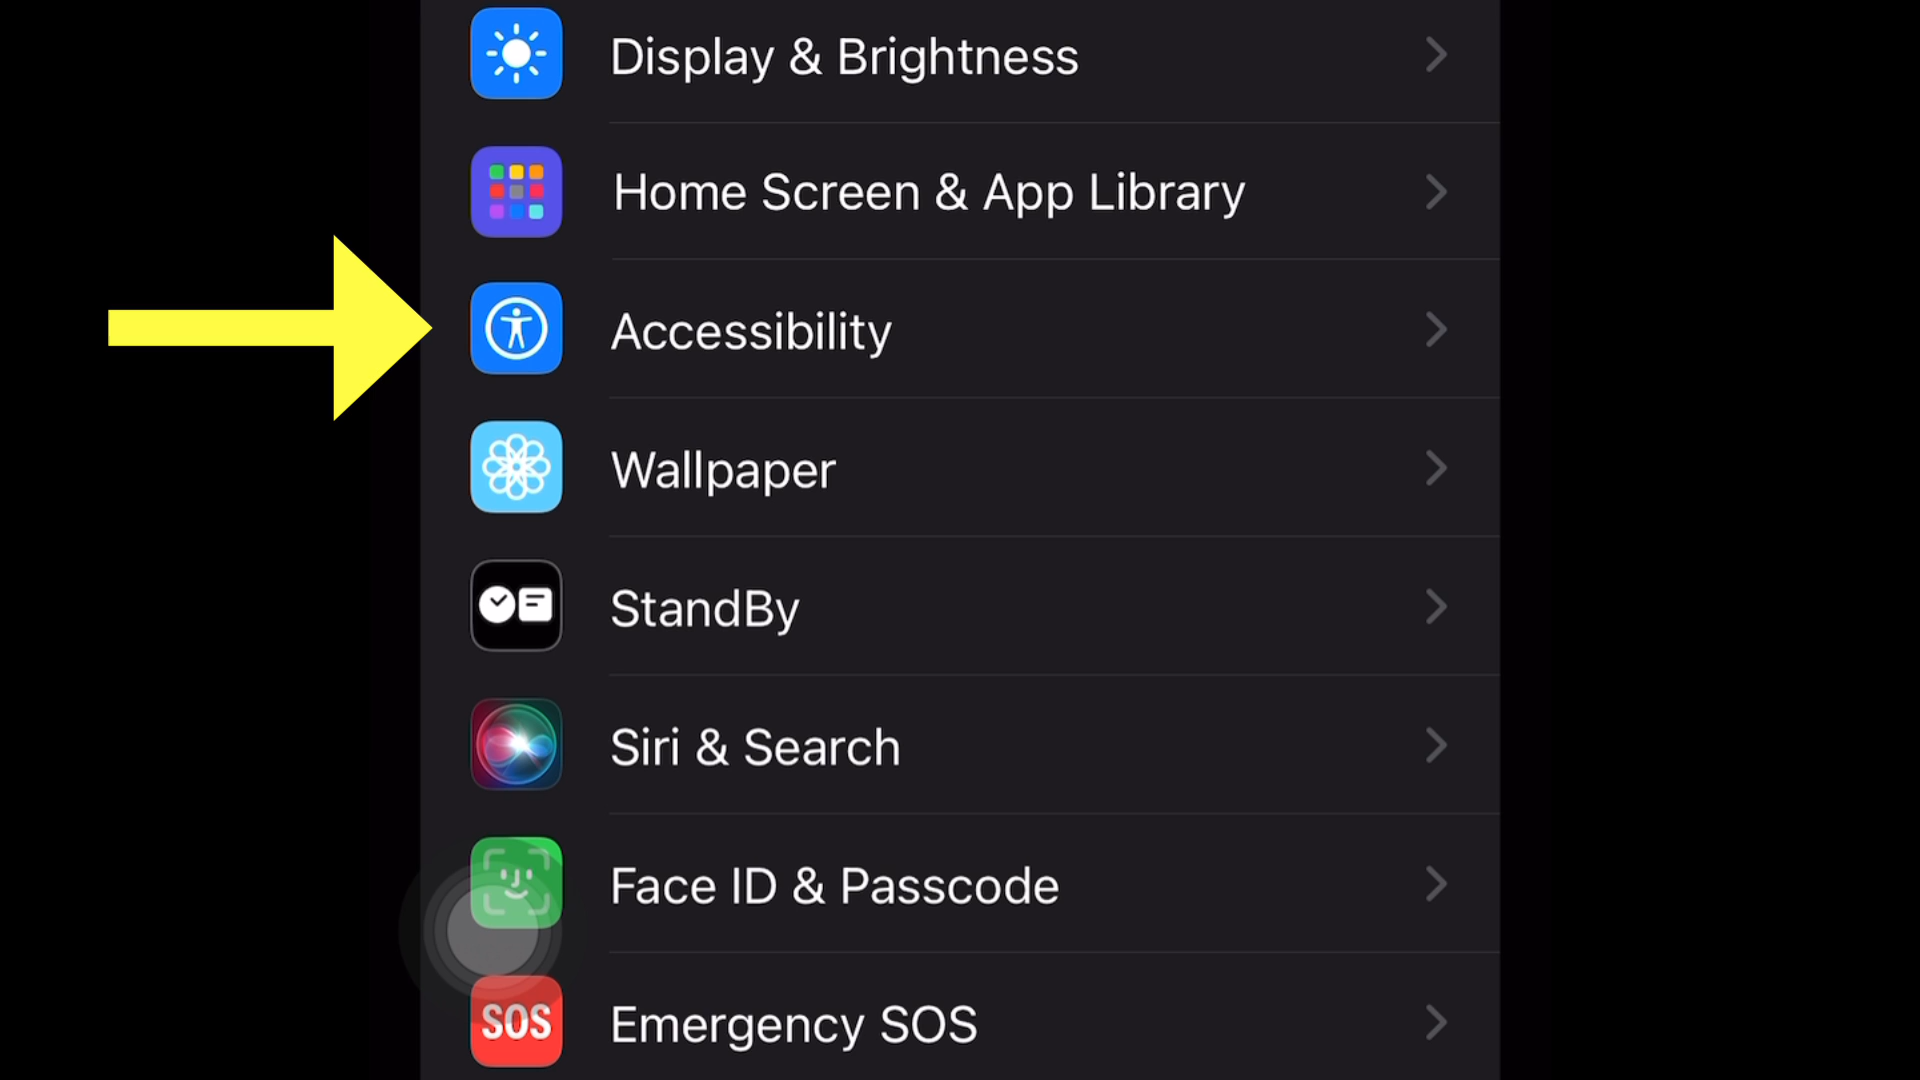 Display & Brightness
Home Screen & App Library
Accessibility
Wallpaper
StandBy
Siri & Search
Face ID & Passcode
SOS Emergency SOS